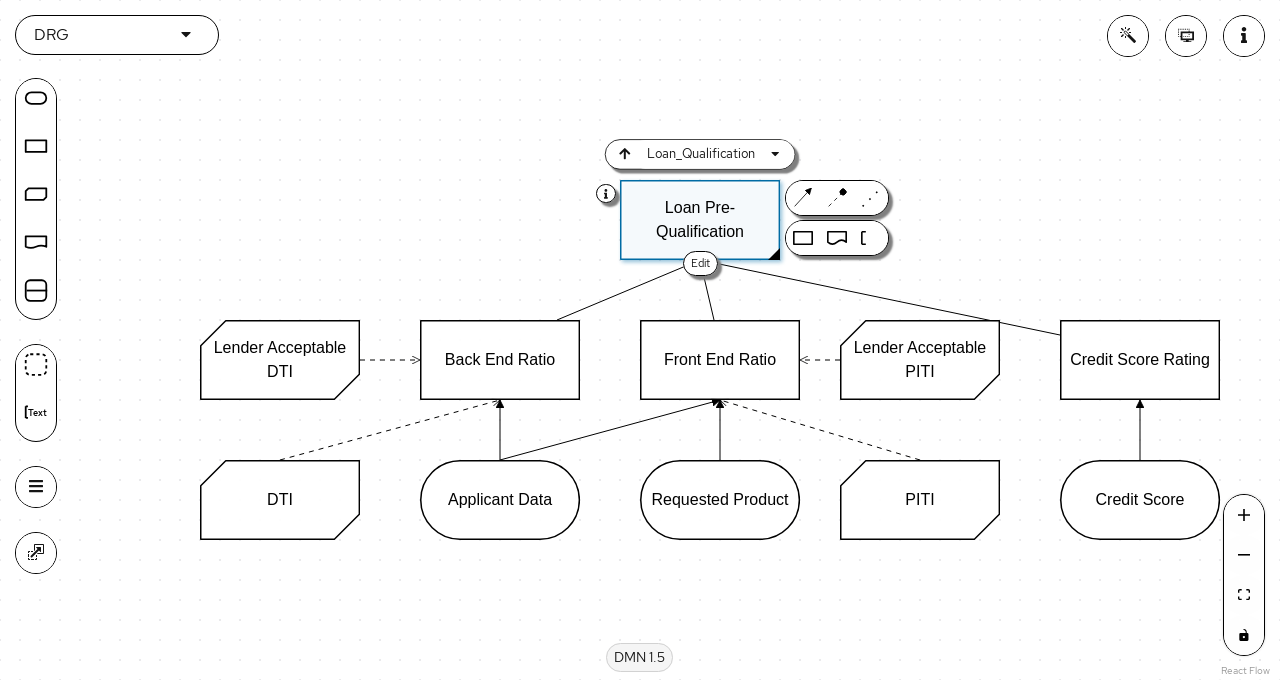 DRG
Loan_Qualification
Loan Pre-
Qualification
Edit
Lender Acceptable
DTI
Back End Ratio
Front End Ratio
Lender Acceptable
PITI
Credit Score Rating
Text
DTI
Applicant Data
Requested Product
PITI
Credit Score
DMN 1.5
React Flow